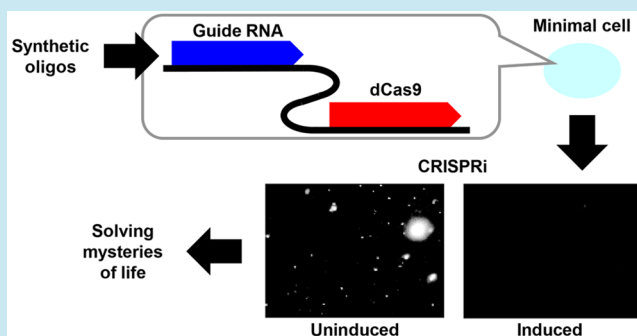 Guide RNA
Minimal cell
Synthetic
oligos
dCas9
CRISPRi
Solving
mysteries
of life
Uninduced
Induced